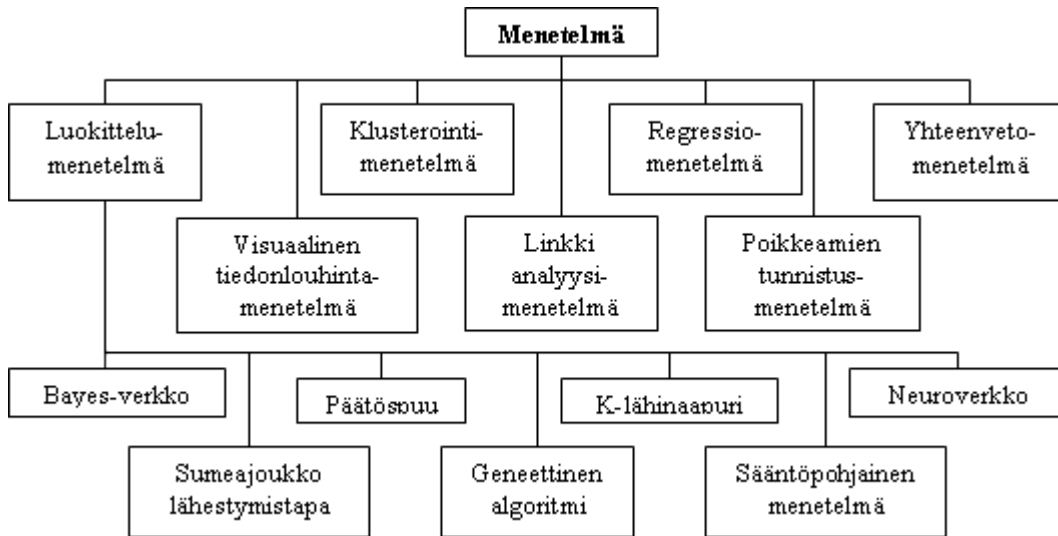 Menetelmä
Luokittelu-
menetelmä
Klusterointi-
menetelmä
Regressio-
menetelmä
Yhteenveto-
menetelmä
Visuaalinen
tiedonlouhinta-
menetelmä
Linkki
analyysi-
menetelmä
Poikkeamien
tunnistus-
menetelmä
Bayes-verkko
Päätöspuu
K-lähinaapuri
Neuroverkko
Sumeajoukko
lähestymistapa
Geneettinen
algoritmi
Sääntöpohjainen
menetelmä